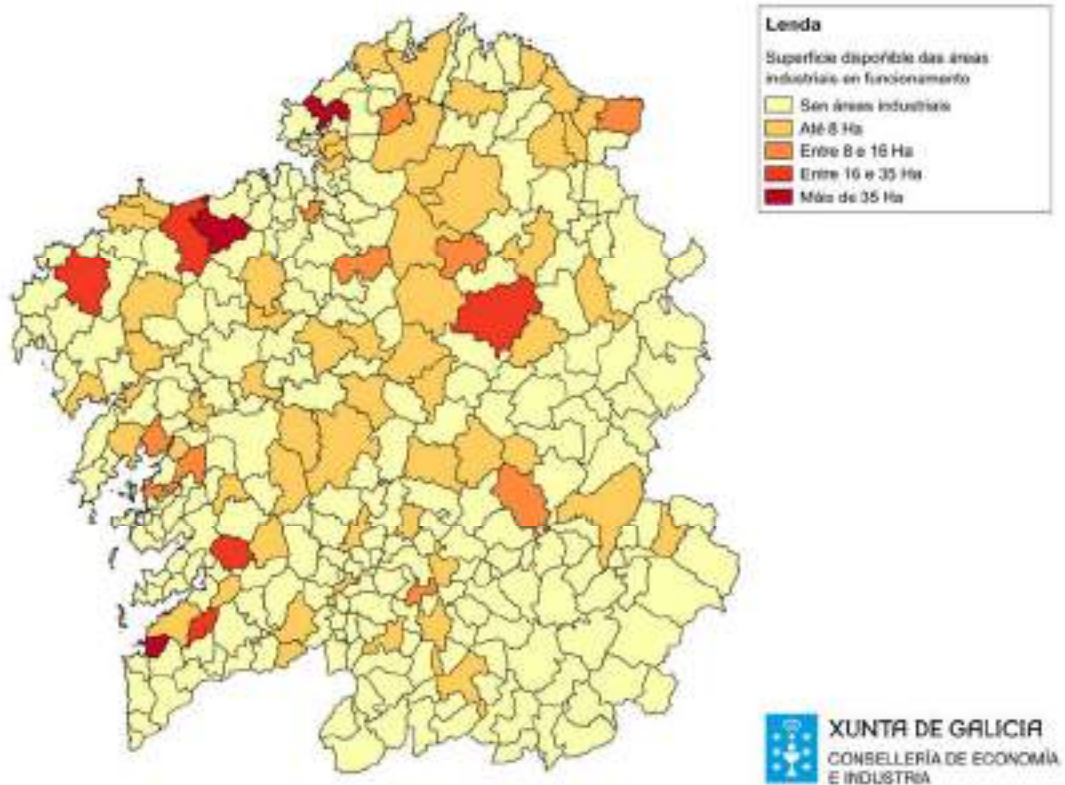 Lenda
Superficie dispoñible das áreas
industriais en funcionamento
Sen áreas industriais
Até 8 Ha
Entre 8 e 16 Ha
Entre 16 e 35 Ha
Máis de 35 Ha
XUNTA DE GALICIA
CONSELLERÍA DE ECONOMÍA
E INDUSTRIA